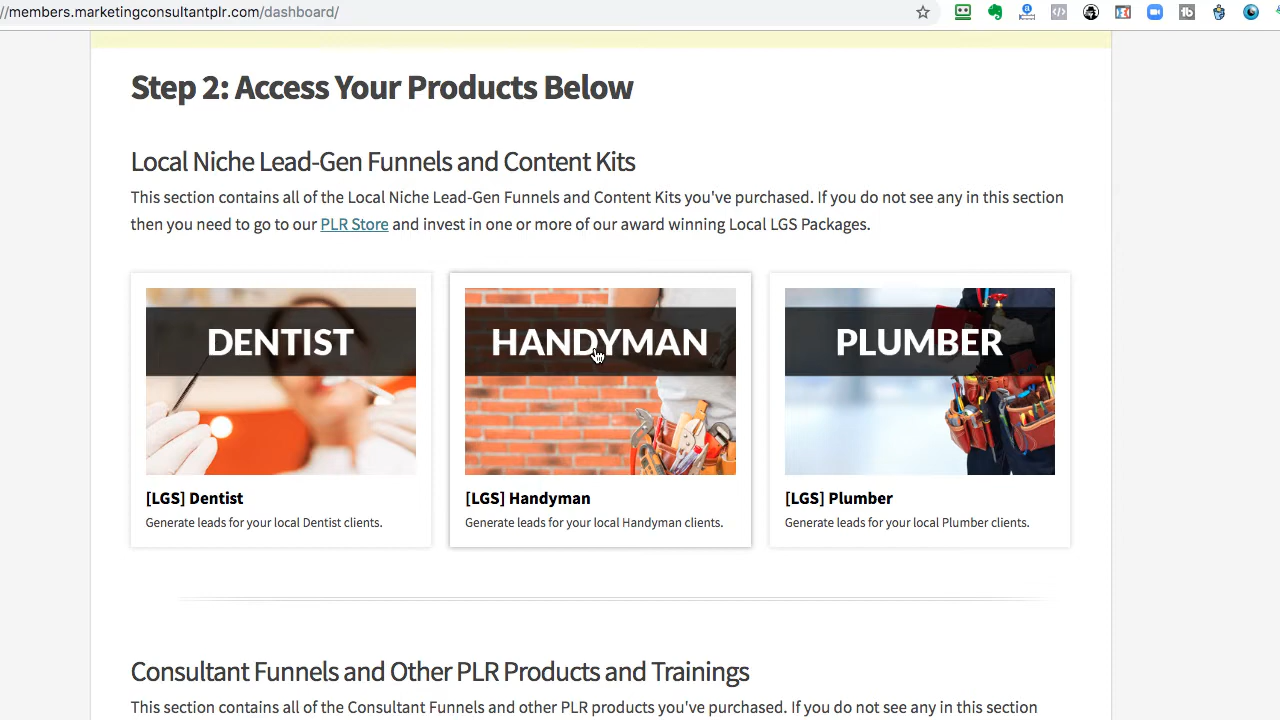 //members.marketingconsultantplr.com/dashboard/
Step 2: Access Your Products Below
Local Niche Lead-Gen Funnels and Content Kits
This section contains all of the Local Niche Lead-Gen Funnels and Content Kits you've purchased. If you do not see any in this section
then you need to go to our PLR Store and invest in one or more of our award winning Local LGS Packages.
DENTIST
[LGS] Dentist
Generate leads for your local Dentist clients.
HANDYMAN
[LGS] Handyman
Generate leads for your local Handyman clients.
PLUMBER
[LGS] Plumber
Generate leads for your local Plumber clients.
Consultant Funnels and Other PLR Products and Trainings
This section contains all of the Consultant Funnels and other PLR products you've purchased. If you do not see any in this section